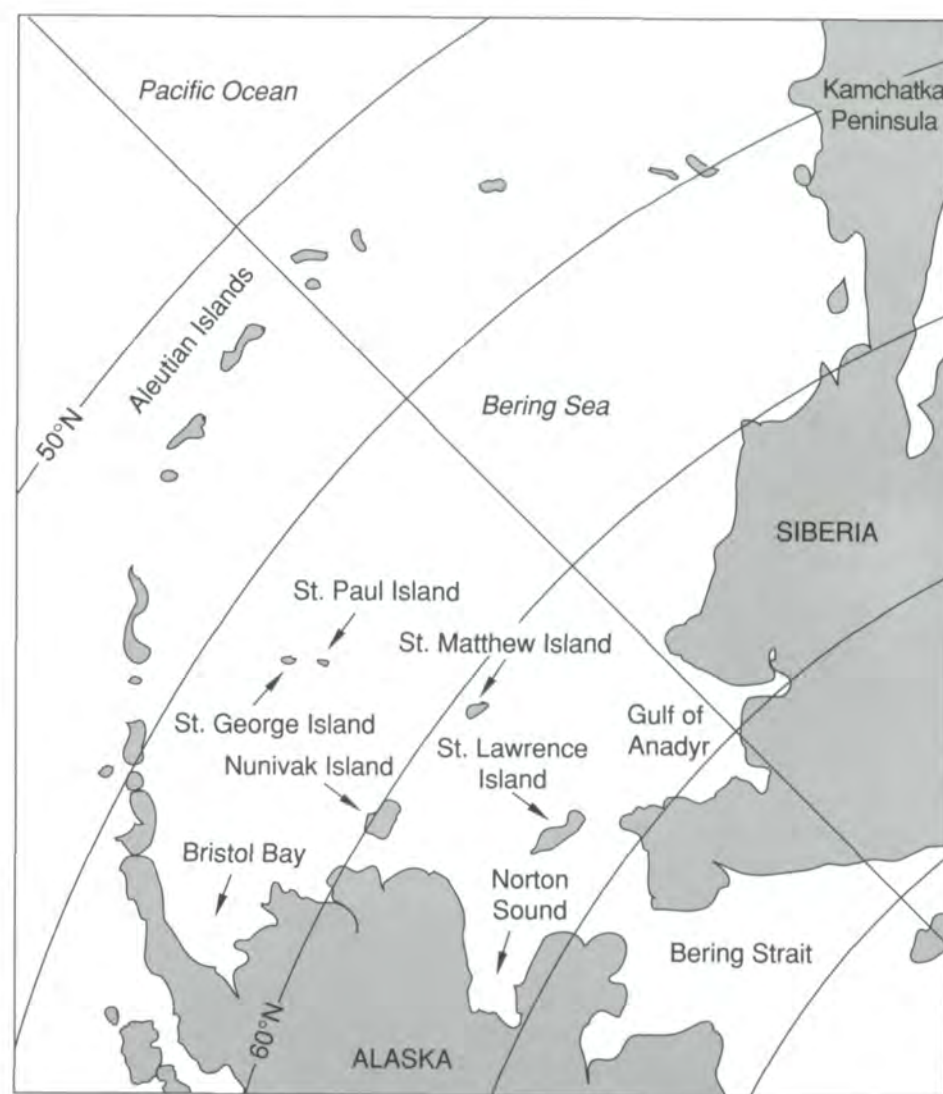 Pacific Ocean
Kamchatka
Peninsula
Aleutian Islands
50°N
Bering Sea
SIBERIA
St. Paul Island
St. Matthew Island
St. George Island
Gulf of
Anadyr
Nunivak Island
St. Lawrence
Island
Bristol Bay
Norton
Sound
Bering Strait
60°N
ALASKA